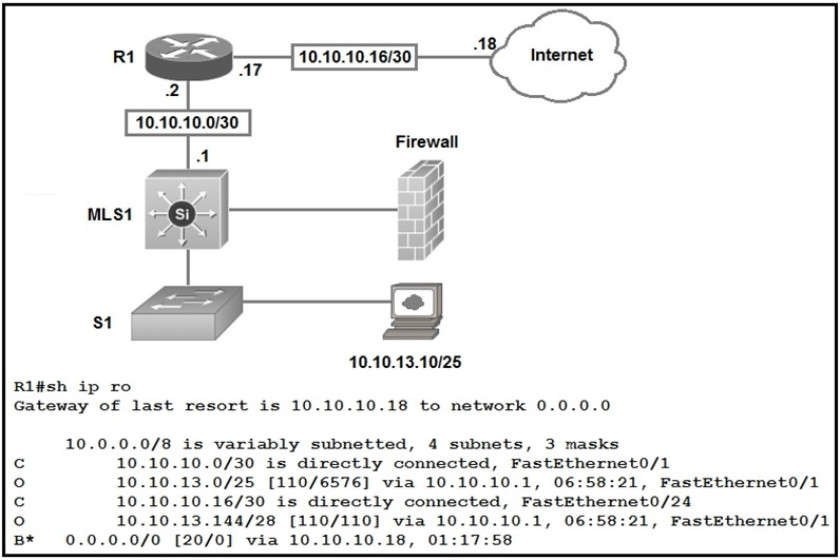 R1
.17
10.10.10.16/30
.18
Internet
.2
10.10.10.0/30
.1
Firewall
MLS1
Si
S1
10.10.13.10/25
R1#sh ip ro
Gateway of last resort is 10.10.10.18 to network 0.0.0.0
10.0.0.0/8 is variably subnetted, 4 subnets, 3 masks
C 10.10.10.0/30 is directly connected, FastEthernet0/1
O 10.10.13.0/25 [110/6576] via 10.10.10.1, 06:58:21, FastEthernet0/1
C 10.10.10.16/30 is directly connected, FastEthernet0/24
O 10.10.13.144/28 [110/110] via 10.10.10.1, 06:58:21, FastEthernet0/1
B* 0.0.0.0/0 [20/0] via 10.10.10.18, 01:17:58